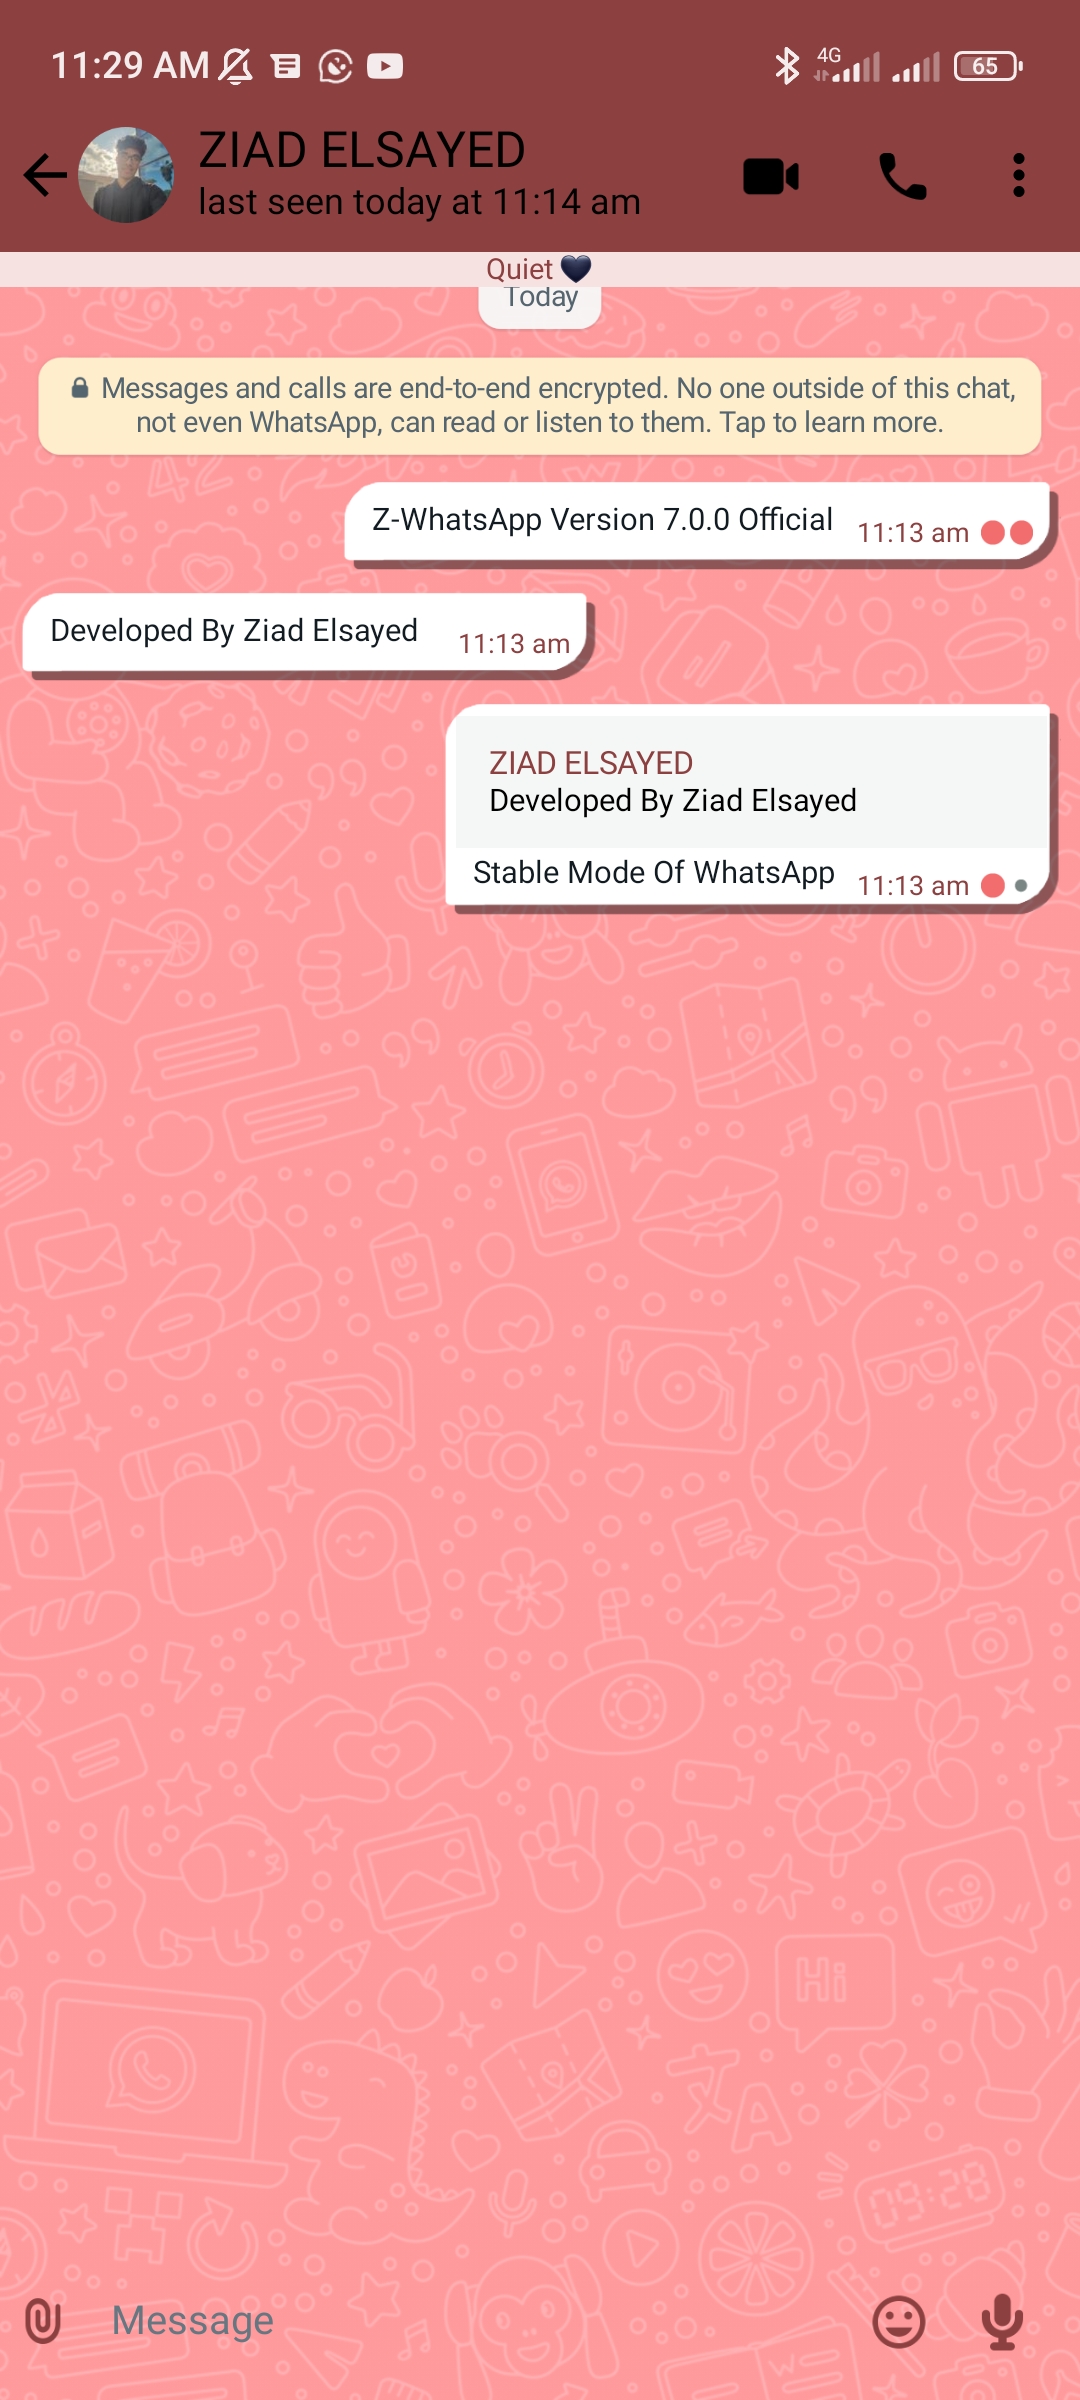 11:29 AM
4G
65
ZIAD ELSAYED
last seen today at 11:14 am
Quiet 🖤
Today
Messages and calls are end-to-end encrypted. No one outside of this chat,
not even WhatsApp, can read or listen to them. Tap to learn more.
Z-WhatsApp Version 7.0.0 Official 11:13 am
Developed By Ziad Elsayed 11:13 am
ZIAD ELSAYED
Developed By Ziad Elsayed
Stable Mode Of WhatsApp 11:13 am
Hi
09:28
Message